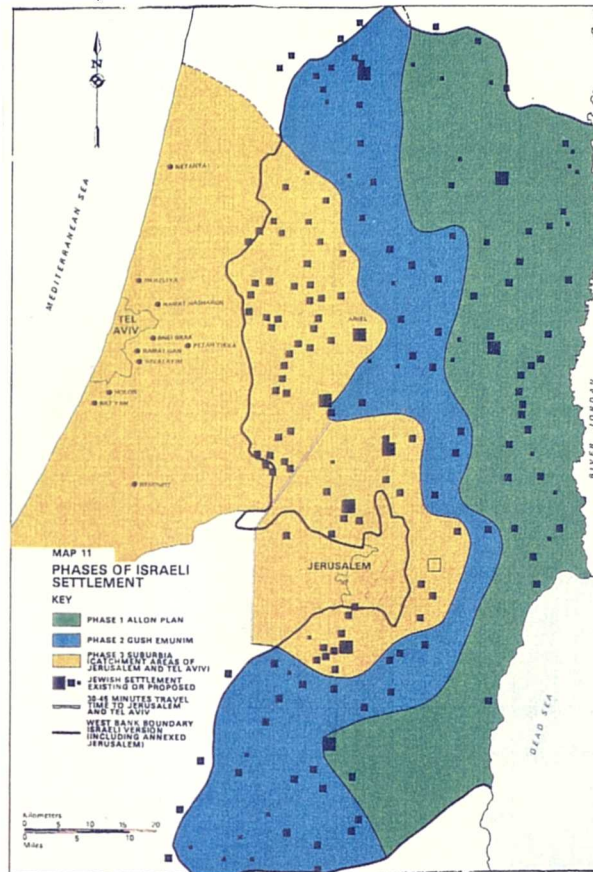 N
MEDITERRANEAN SEA
NETANYA
HERZLIYA
RAMAT HASHARON
TEL
AVIV
BNEI BRAK
PETAH TIKVA
RAMAT GAN
HOLON
BAT YAM
REHOVOT
ARIEL
JERUSALEM
RIVER JORDAN
DEAD SEA
MAP 11
PHASES OF ISRAELI
SETTLEMENT
KEY
PHASE 1 ALLON PLAN
PHASE 2 GUSH EMUNIM
PHASE 3 SUBURBIA
(CATCHMENT AREAS OF
JERUSALEM AND TEL AVIV)
JEWISH SETTLEMENT
EXISTING OR PROPOSED
30-45 MINUTES TRAVEL
TIME TO JERUSALEM
AND TEL AVIV
WEST BANK BOUNDARY
ISRAELI VERSION
(INCLUDING ANNEXED
JERUSALEM)
Kilometers
0 5 10 15 20
0 5 10
Miles